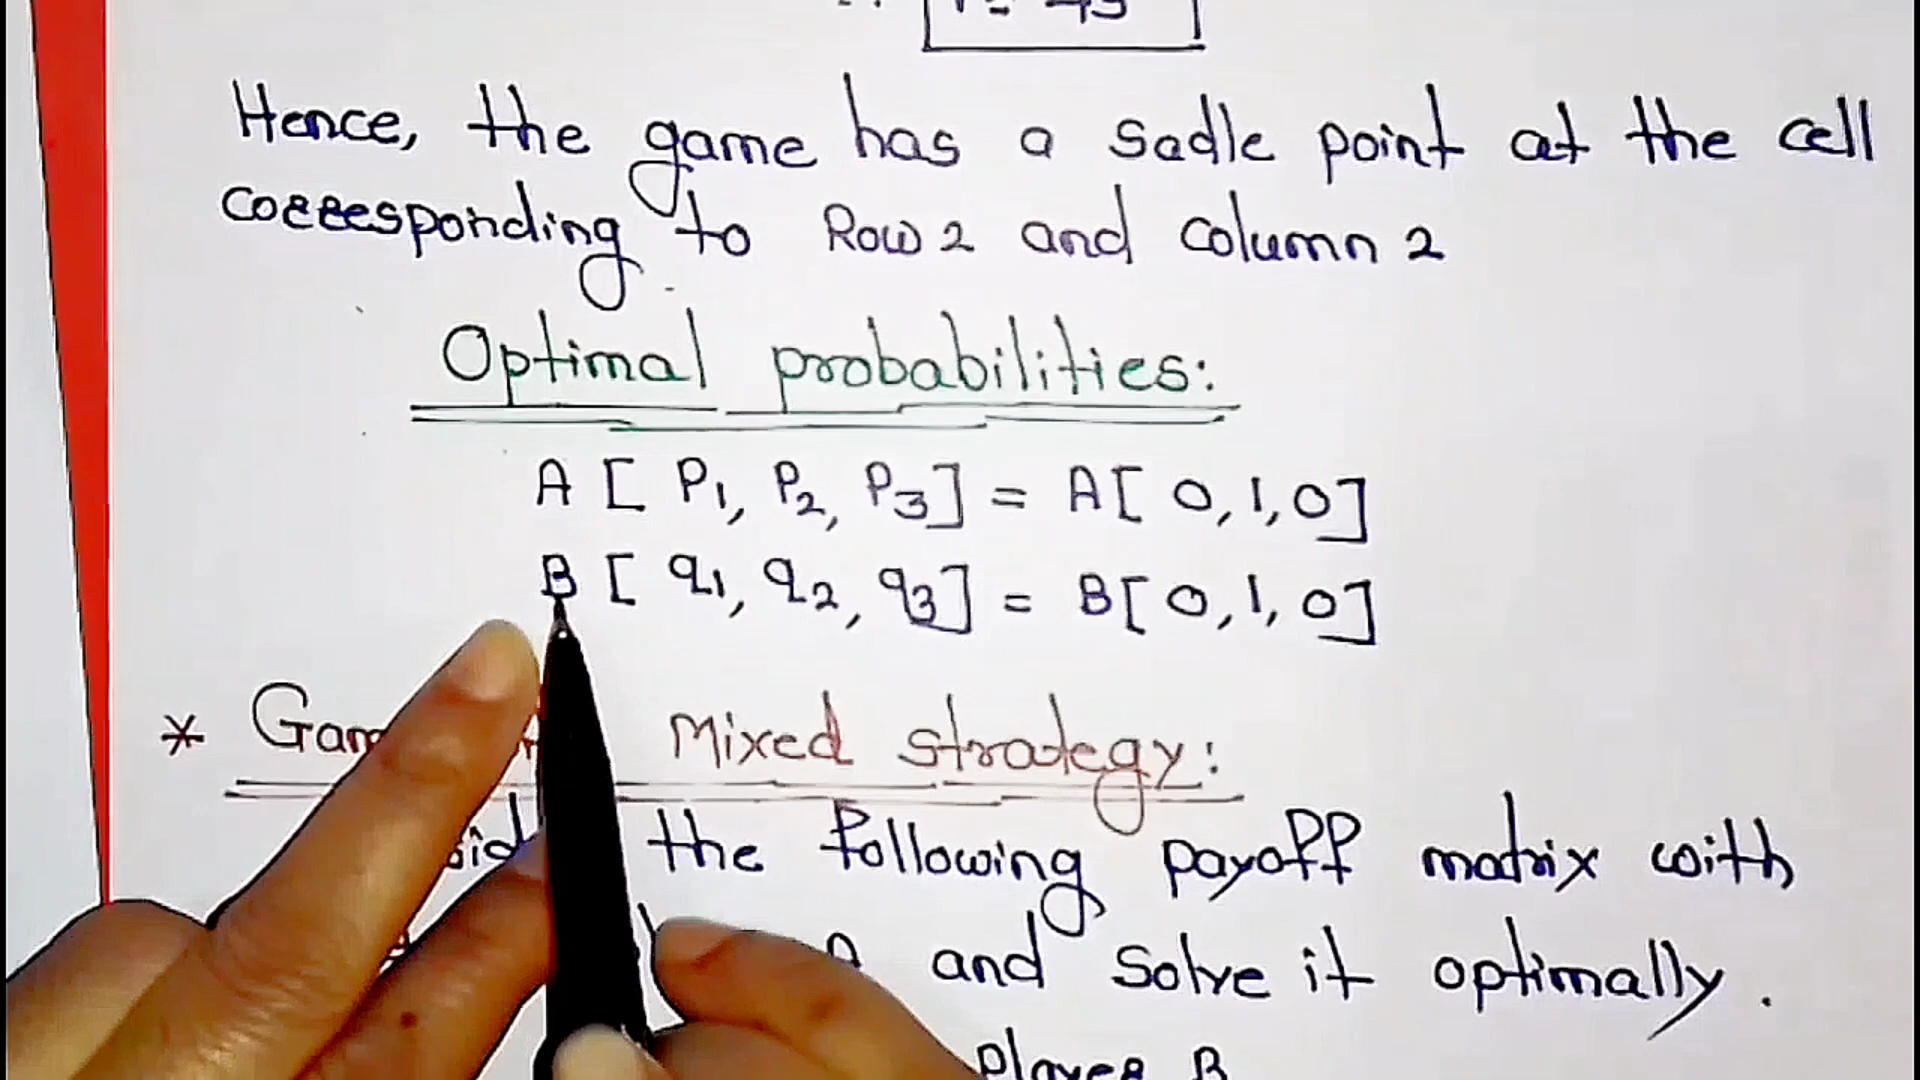 Hence, the game has a sadle point at the cell
corresponding to Row 2 and column 2
Optimal probabilities:
A [ P1, P2, P3] = A[ 0, 1, 0]
B [ q1, q2, q3] = B[ 0, 1, 0]
* Mixed strategy:
the following payoff matrix with
and solve it optimally.
Player B